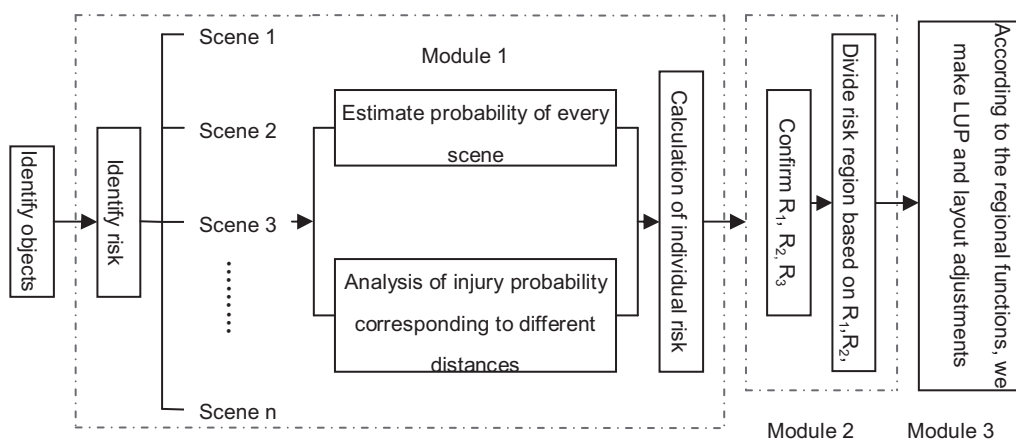 Identify objects
Identify risk
Scene 1
Scene 2
Scene 3
........
Scene n
Module 1
Estimate probability of every
scene
Analysis of injury probability
corresponding to different
distances
Calculation of individual risk
Confirm R1, R2, R3
Divide risk region based on R1,R2,
Module 2
According to the regional functions, we
make LUP and layout adjustments
Module 3